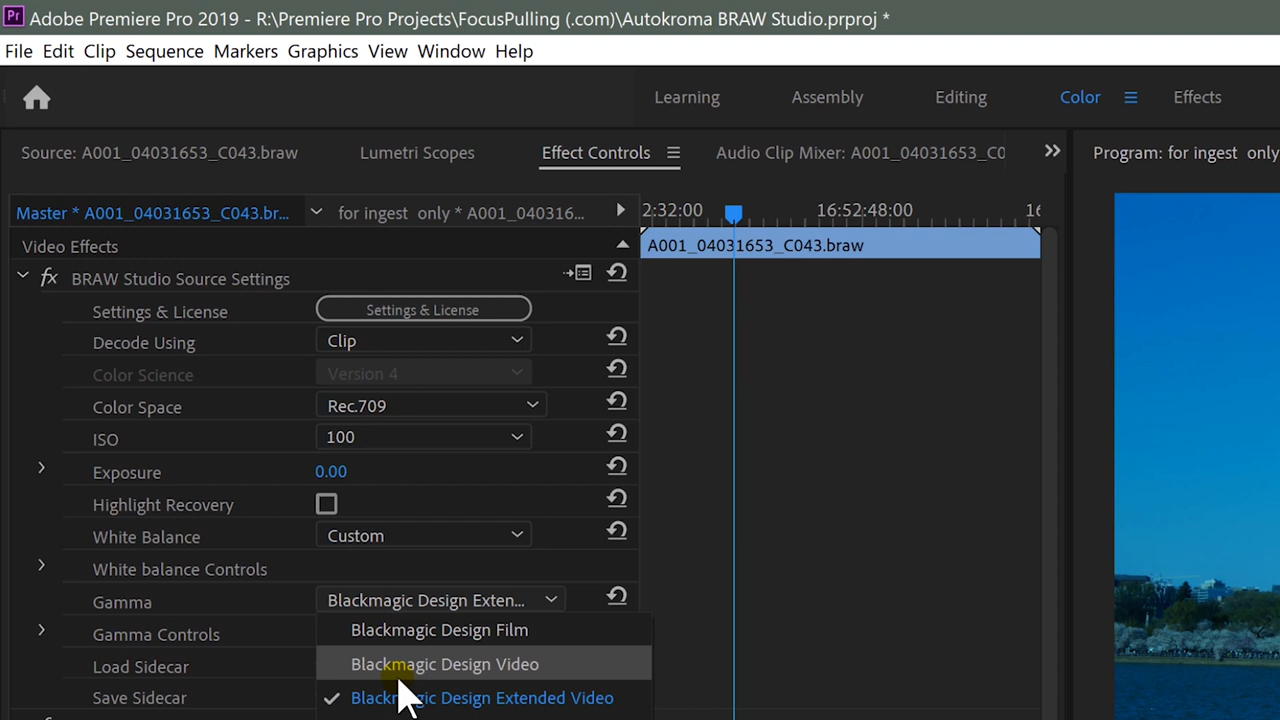 Pr Adobe Premiere Pro 2019 - R:\Premiere Pro Projects\FocusPulling (.com)\Autokroma BRAW Studio.prproj *
File Edit Clip Sequence Markers Graphics View Window Help
Learning Assembly Editing Color Effects
Source: A001_04031653_C043.braw Lumetri Scopes Effect Controls Audio Clip Mixer: A001_04031653_C0 Program: for ingest only
Master * A001_04031653_C043.br... for ingest only * A001_040316... 2:32:00 16:52:48:00 16
Video Effects A001_04031653_C043.braw
fx BRAW Studio Source Settings
Settings & License Settings & License
Decode Using Clip
Color Science Version 4
Color Space Rec.709
ISO 100
Exposure 0.00
Highlight Recovery
White Balance Custom
White balance Controls
Gamma Blackmagic Design Exten...
Blackmagic Design Film
Gamma Controls
Blackmagic Design Video
Load Sidecar
Save Sidecar Blackmagic Design Extended Video